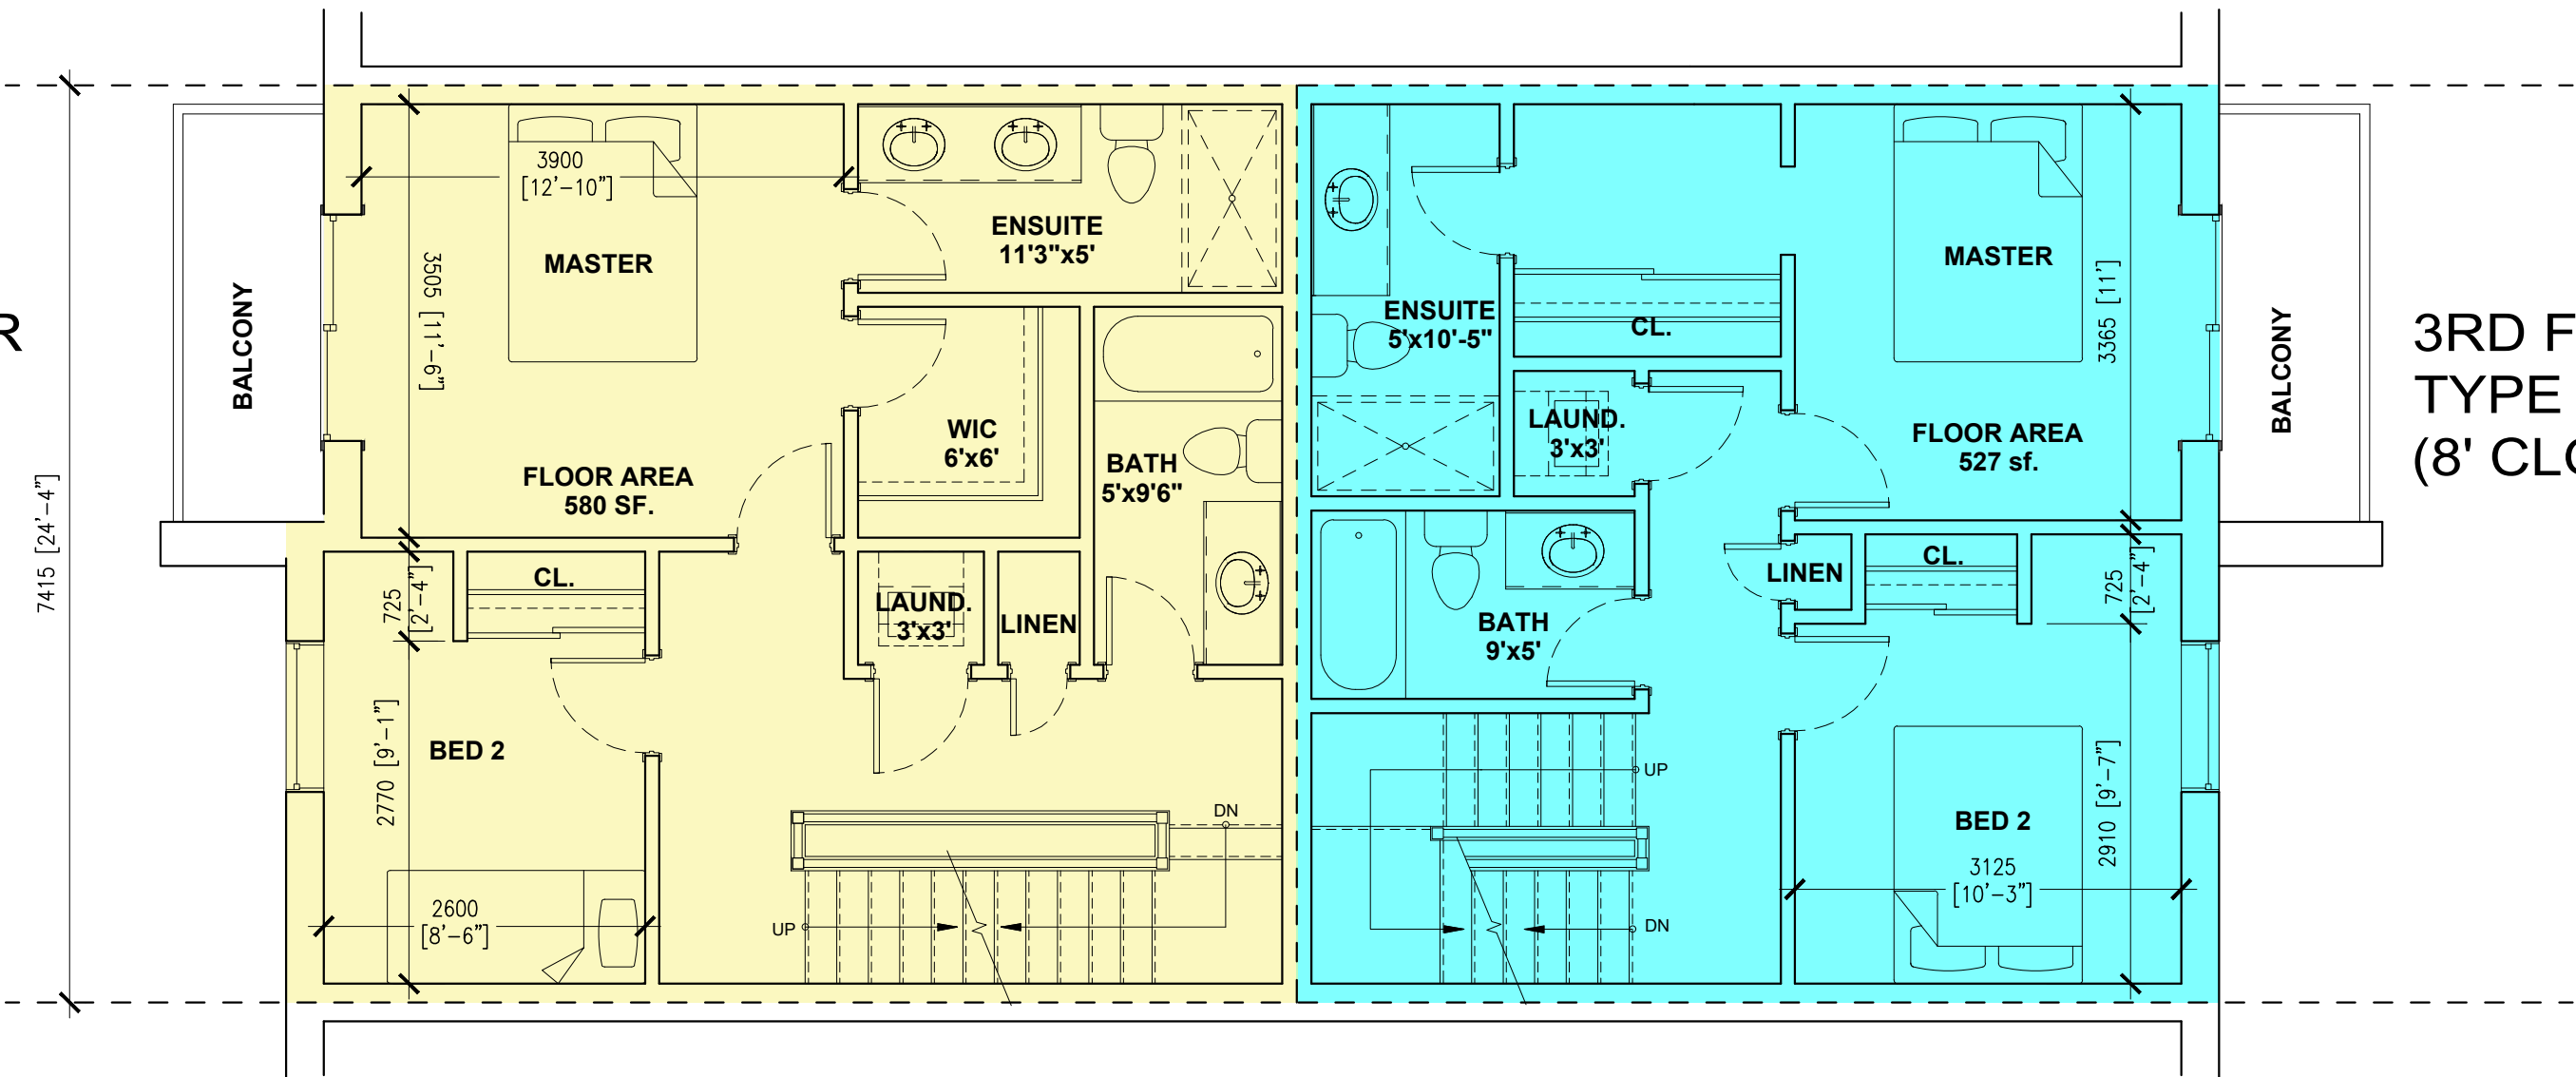 R
7415 [24'-4"]
BALCONY
3900
[12'-10"]
MASTER
3505 [11'-6"]
FLOOR AREA
580 SF.
ENSUITE
11'3"x5'
WIC
6'x6'
BATH
5'x9'6"
CL.
725
[2'-4"]
LAUND.
3'x3'
LINEN
BED 2
2770 [9'-1"]
2600
[8'-6"]
UP
DN
ENSUITE
5'x10'-5"
CL.
LAUND.
3'x3'
MASTER
3365 [11']
FLOOR AREA
527 sf.
BATH
9'x5'
LINEN
CL.
725
[2'-4"]
UP
DN
BED 2
2910 [9'-7"]
3125
[10'-3"]
BALCONY
3RD F
TYPE
(8' CLO